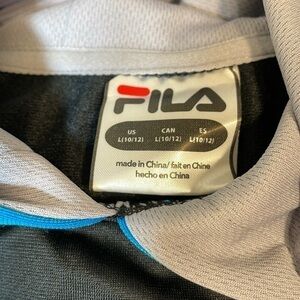 FILA
US CAN ES
L(10/12) L(10/12) L(10/12)
made in China/ fait en Chine
hecho en China